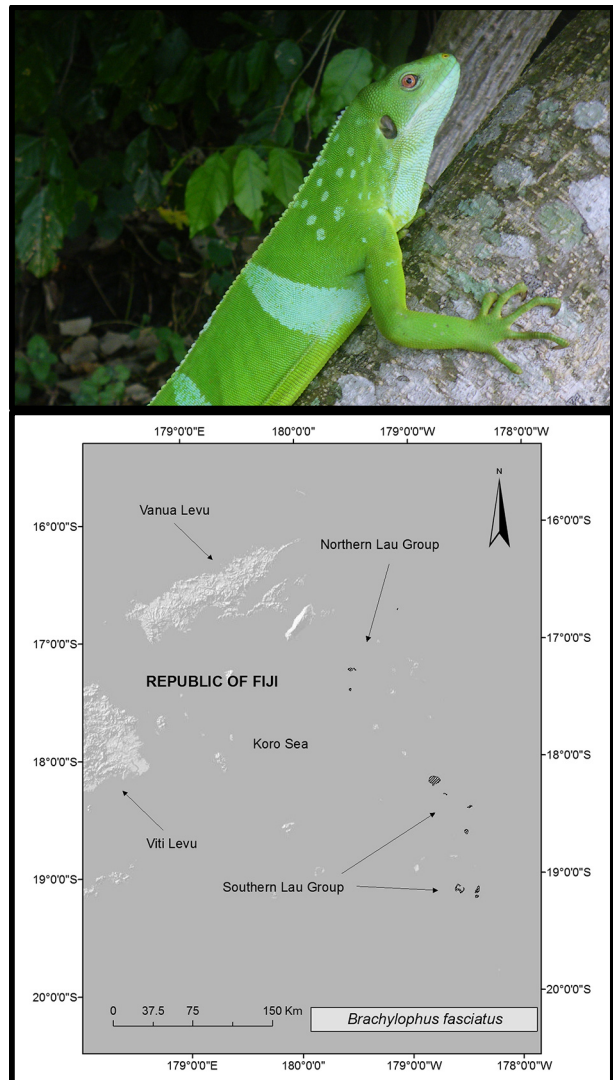 179°0'0"E 180°0'0" 179°0'0"W 178°0'0"W
N
Vanua Levu
16°0'0"S 16°0'0"S
Northern Lau Group
17°0'0"S 17°0'0"S
REPUBLIC OF FIJI
Koro Sea
18°0'0"S 18°0'0"S
Viti Levu
19°0'0"S 19°0'0"S
Southern Lau Group
20°0'0"S 20°0'0"S
0 37.5 75 150 Km
Brachylophus fasciatus
179°0'0"E 180°0'0" 179°0'0"W 178°0'0"W